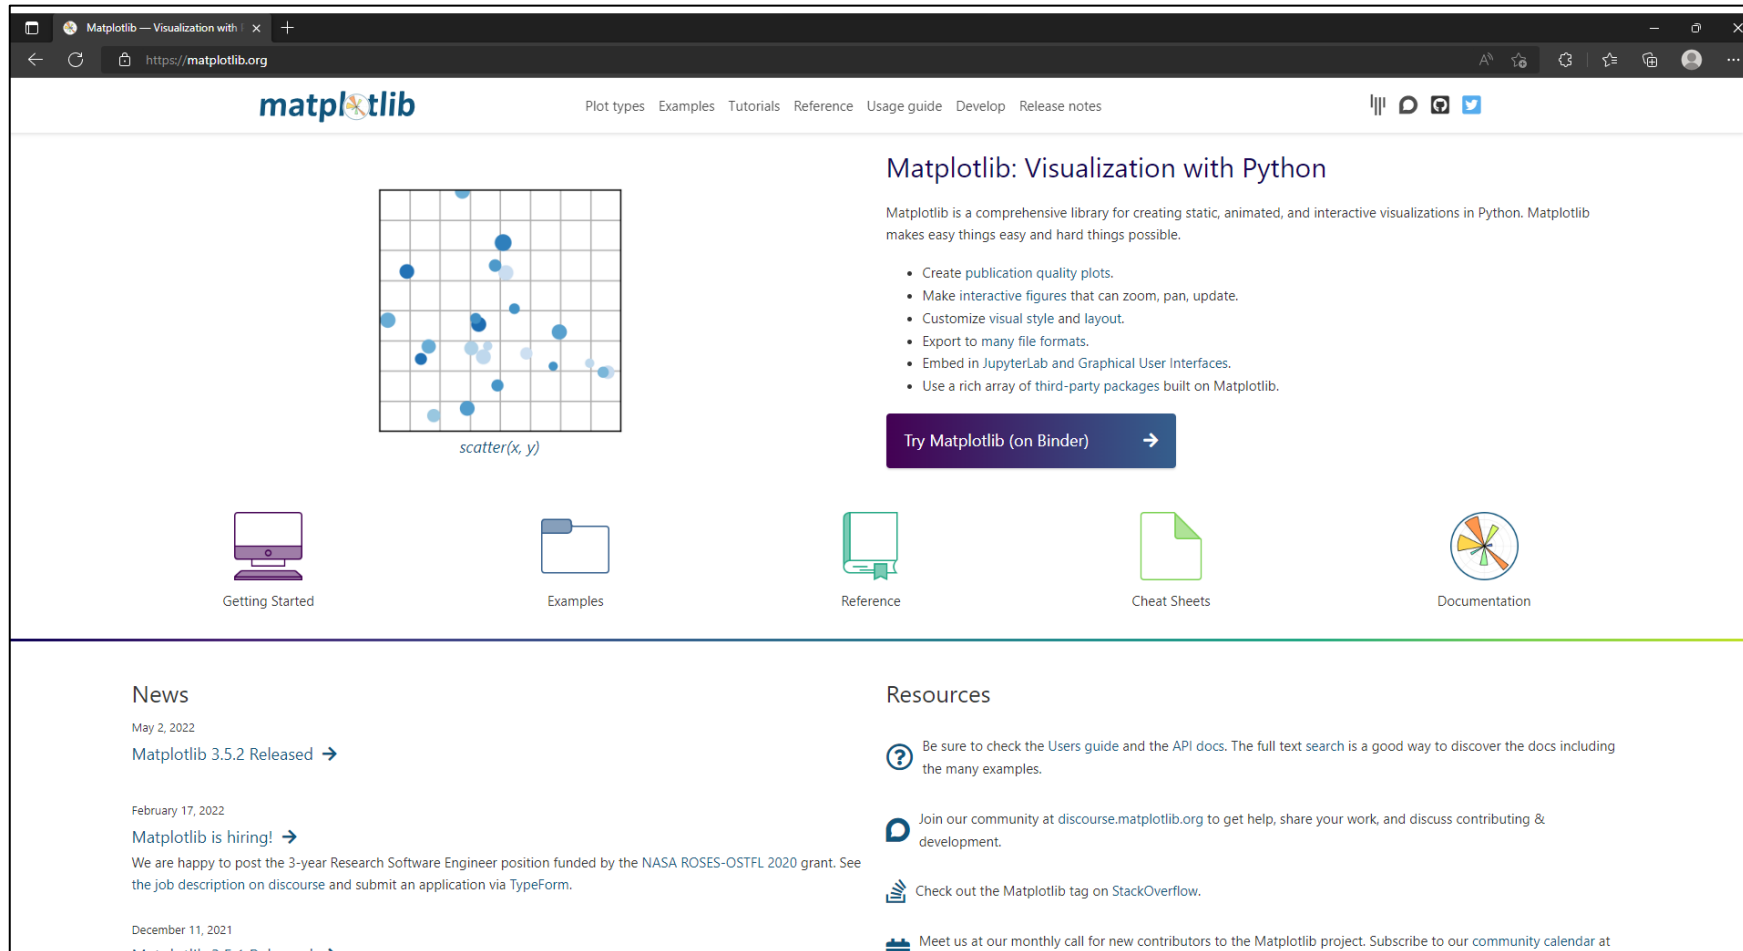 Matplotlib — Visualization with
https://matplotlib.org
matplotlib
Plot types Examples Tutorials Reference Usage guide Develop Release notes
Matplotlib: Visualization with Python
Matplotlib is a comprehensive library for creating static, animated, and interactive visualizations in Python. Matplotlib
makes easy things easy and hard things possible.
Create publication quality plots.
Make interactive figures that can zoom, pan, update.
Customize visual style and layout.
Export to many file formats.
Embed in JupyterLab and Graphical User Interfaces.
Use a rich array of third-party packages built on Matplotlib.
Try Matplotlib (on Binder)
scatter(x, y)
Getting Started
Examples
Reference
Cheat Sheets
Documentation
News
May 2, 2022
Matplotlib 3.5.2 Released
February 17, 2022
Matplotlib is hiring!
We are happy to post the 3-year Research Software Engineer position funded by the NASA ROSES-OSTFL 2020 grant. See
the job description on discourse and submit an application via TypeForm.
December 11, 2021
Matplotlib 3.5.1 Released
Resources
Be sure to check the Users guide and the API docs. The full text search is a good way to discover the docs including
the many examples.
Join our community at discourse.matplotlib.org to get help, share your work, and discuss contributing &
development.
Check out the Matplotlib tag on StackOverflow.
Meet us at our monthly call for new contributors to the Matplotlib project. Subscribe to our community calendar at